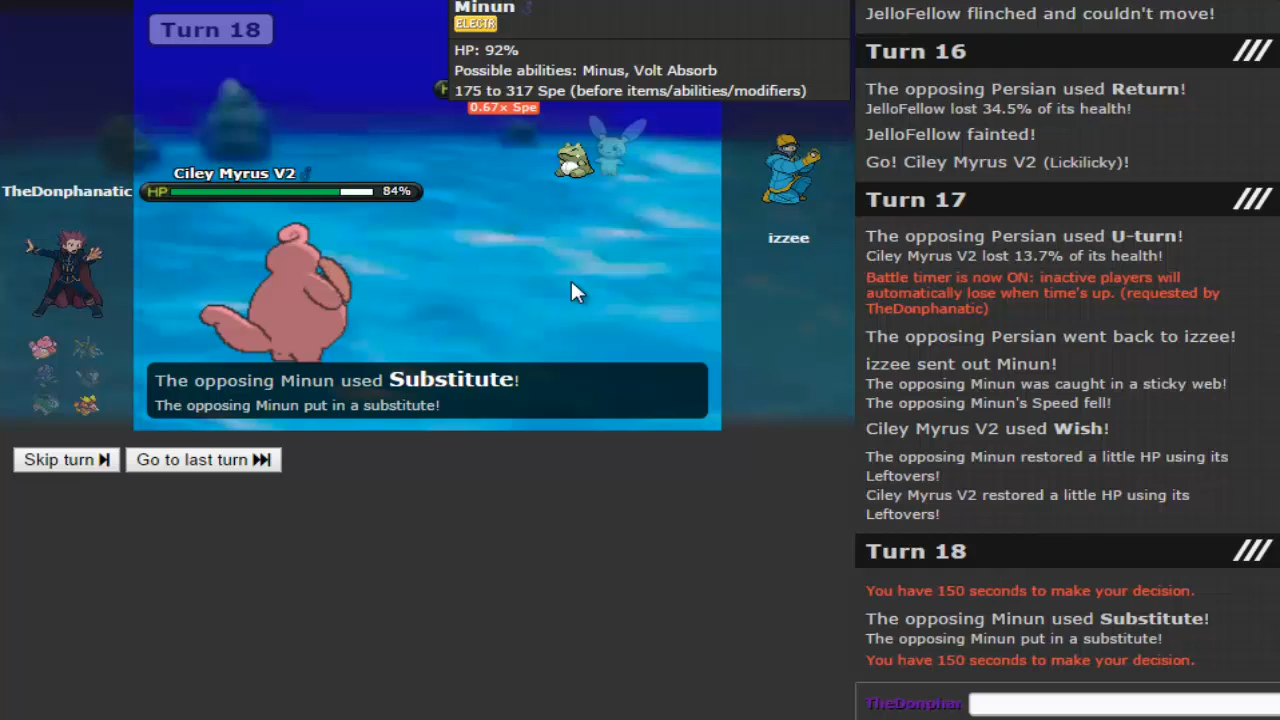 Turn 18
Minun
ELECTR
HP: 92%
Possible abilities: Minus, Volt Absorb
175 to 317 Spe (before items/abilities/modifiers)
0.67x Spe
Ciley Myrus V2
HP 84%
TheDonphanatic
izzee
The opposing Minun used Substitute!
The opposing Minun put in a substitute!
Skip turn
Go to last turn
JelloFellow flinched and couldn't move!
Turn 16
The opposing Persian used Return!
JelloFellow lost 34.5% of its health!
JelloFellow fainted!
Go! Ciley Myrus V2 (Lickilicky)!
Turn 17
The opposing Persian used U-turn!
Ciley Myrus V2 lost 13.7% of its health!
Battle timer is now ON: inactive players will
automatically lose when time's up. (requested by
TheDonphanatic)
The opposing Persian went back to izzee!
izzee sent out Minun!
The opposing Minun was caught in a sticky web!
The opposing Minun's Speed fell!
Ciley Myrus V2 used Wish!
The opposing Minun restored a little HP using its
Leftovers!
Ciley Myrus V2 restored a little HP using its
Leftovers!
Turn 18
You have 150 seconds to make your decision.
The opposing Minun used Substitute!
The opposing Minun put in a substitute!
You have 150 seconds to make your decision.
TheDonphar